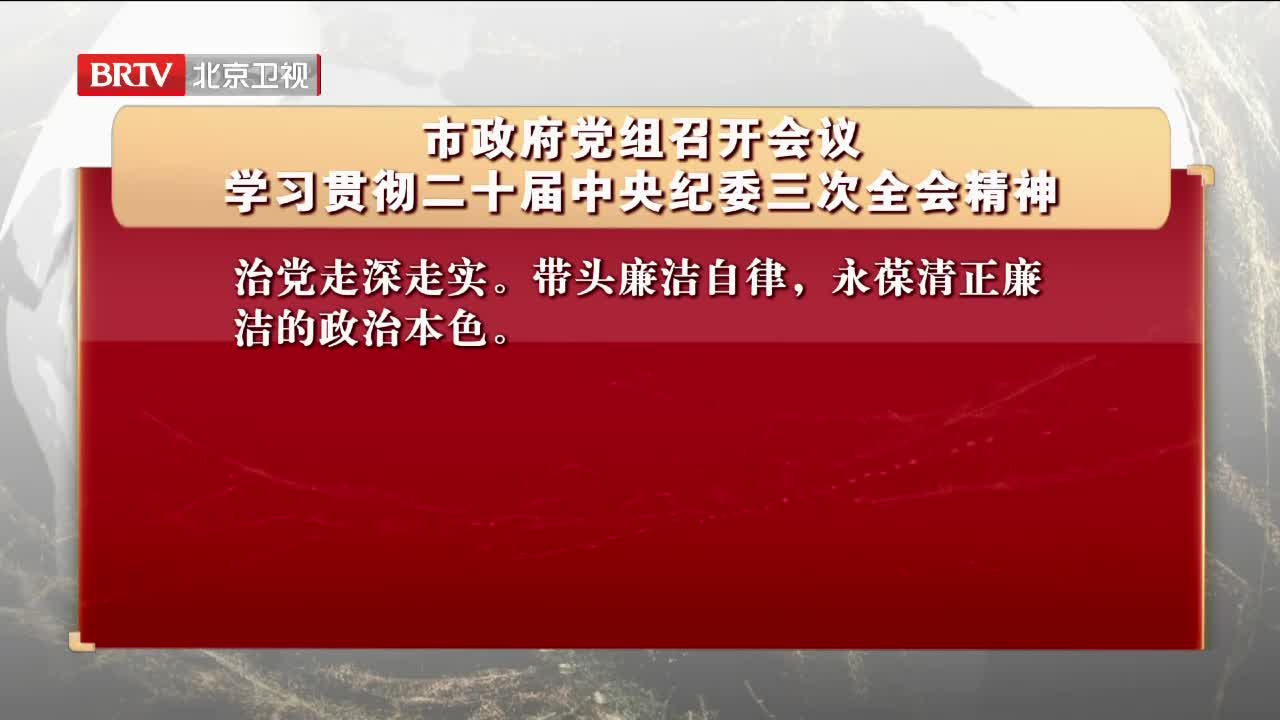 BRTV 北京卫视
市政府党组召开会议
学习贯彻二十届中央纪委三次全会精神
治党走深走实。带头廉洁自律，永葆清正廉
洁的政治本色。